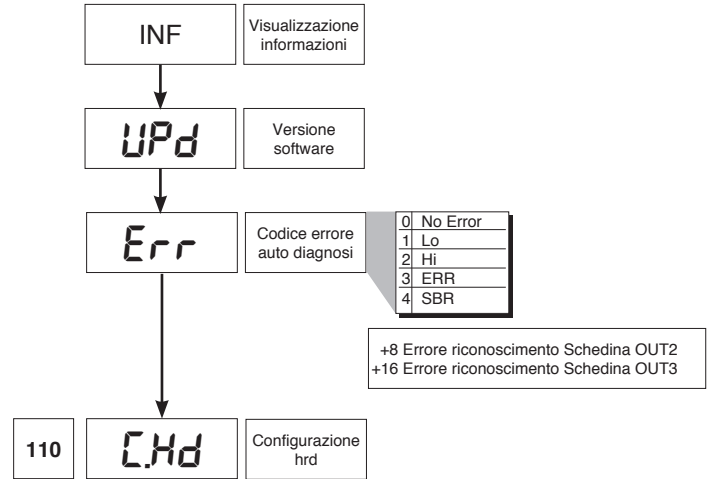 INF
Visualizzazione
informazioni
UPd
Versione
software
Err
Codice errore
auto diagnosi
0 No Error
1 Lo
2 Hi
3 ERR
4 SBR
+8 Errore riconoscimento Schedina OUT2
+16 Errore riconoscimento Schedina OUT3
110
C.Hd
Configurazione
hrd